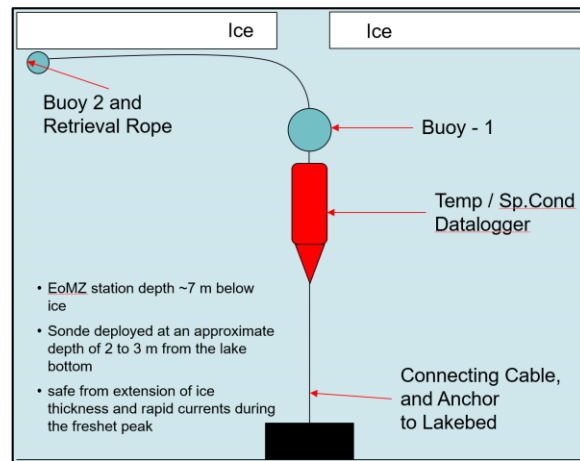 Ice
Ice
Buoy 2 and
Retrieval Rope
Buoy - 1
Temp / Sp.Cond
Datalogger
• EoMZ station depth ~7 m below
ice
• Sonde deployed at an approximate
depth of 2 to 3 m from the lake
bottom
• safe from extension of ice
thickness and rapid currents during
the freshet peak
Connecting Cable,
and Anchor
to Lakebed